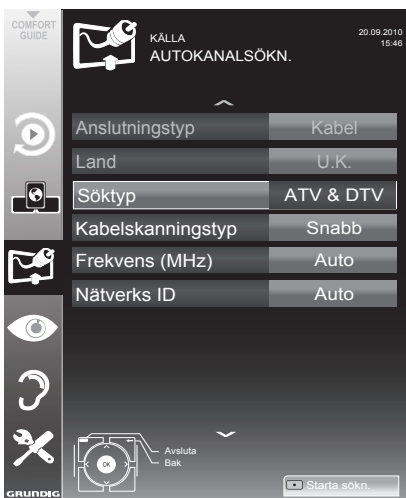 COMFORT
GUIDE
KÄLLA
AUTOKANALSÖKN.
20.09.2010
15:46
Anslutningstyp Kabel
Land U.K.
Söktyp ATV & DTV
Kabelskanningstyp Snabb
Frekvens (MHz) Auto
Nätverks ID Auto
Avsluta
Bak
OK
Starta sökn.
GRUNDIG